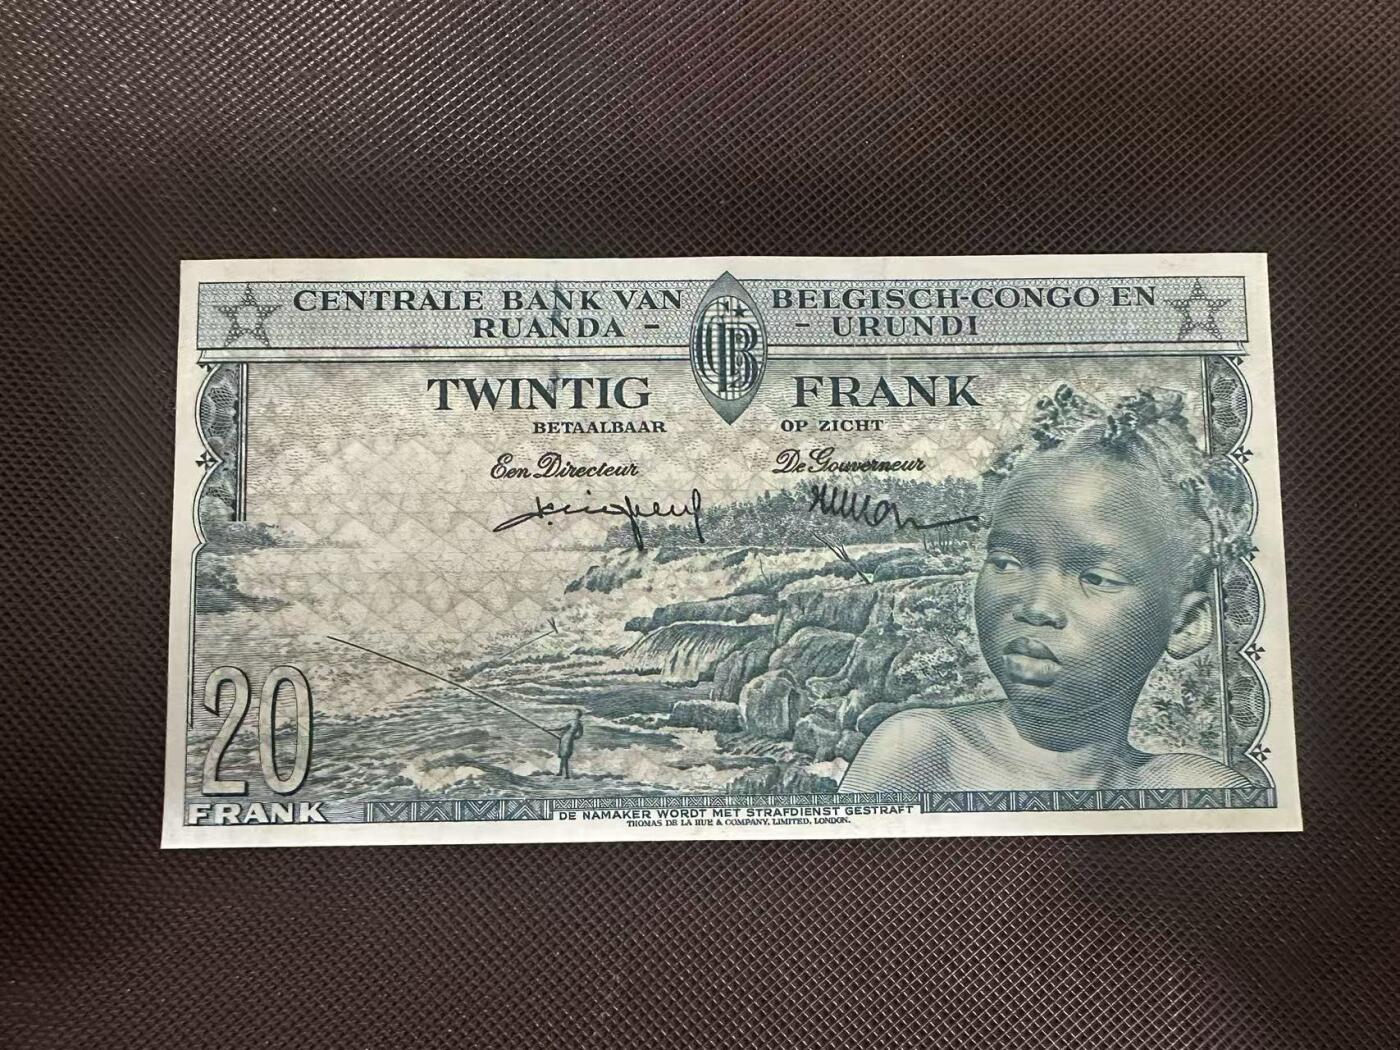 CENTRALE BANK VAN BELGISCH-CONGO EN
RUANDA - - URUNDI
CB
TWINTIG FRANK
BETAALBAAR OP ZICHT
Een Directeur De Gouverneur
20
FRANK
DE NAMAKER WORDT MET STRAFDIENST GESTRAFT
THOMAS DE LA RUE & COMPANY, LIMITED, LONDON.